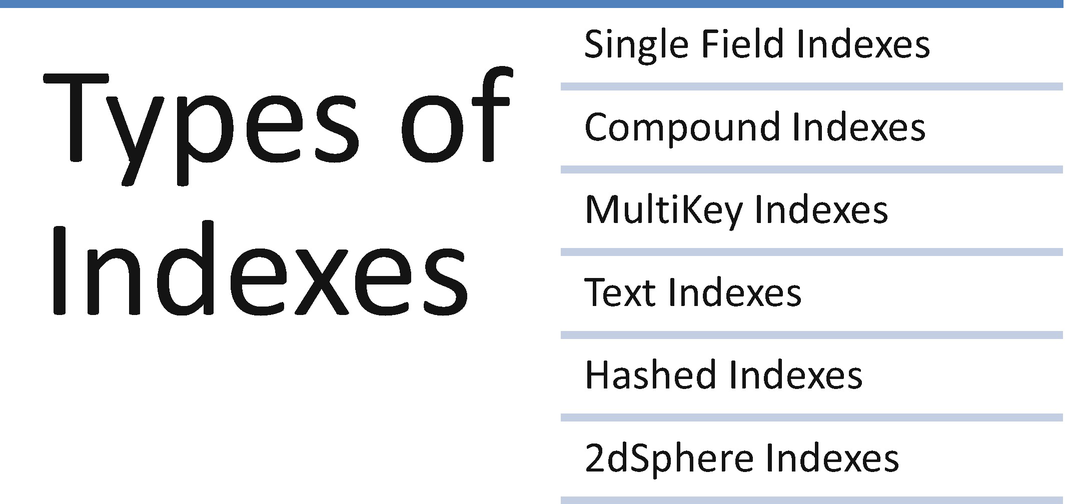 Types of
Indexes
Single Field Indexes
Compound Indexes
MultiKey Indexes
Text Indexes
Hashed Indexes
2dSphere Indexes